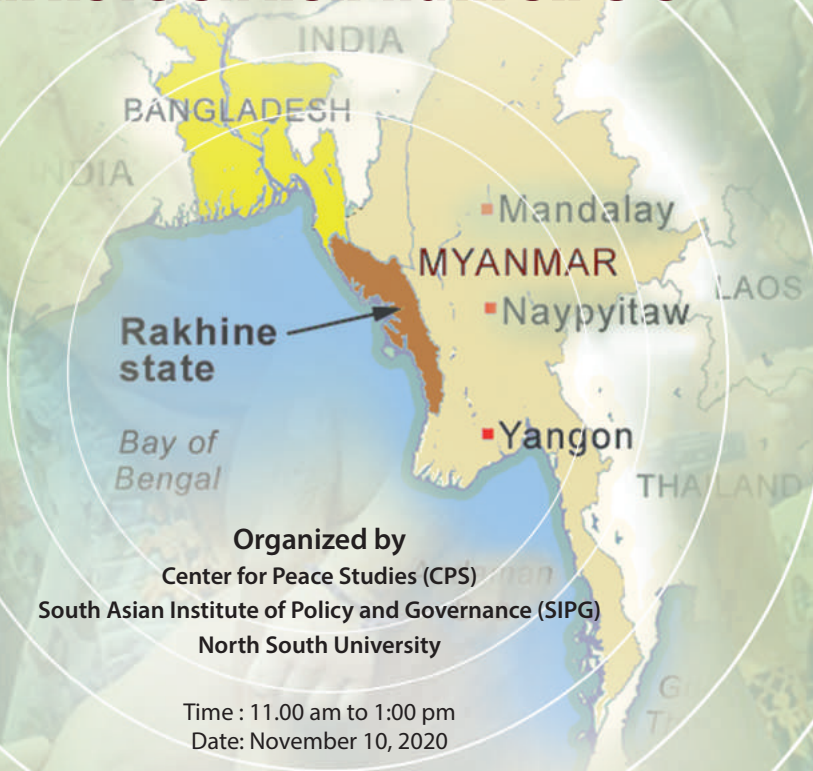 INDIA
BANGLADESH
Mandalay
MYANMAR
LAOS
Naypyitaw
Rakhine
state
Yangon
Bay of
Bengal
THAILAND
Organized by
Center for Peace Studies (CPS)
South Asian Institute of Policy and Governance (SIPG)
North South University
Time : 11.00 am to 1:00 pm
Date: November 10, 2020